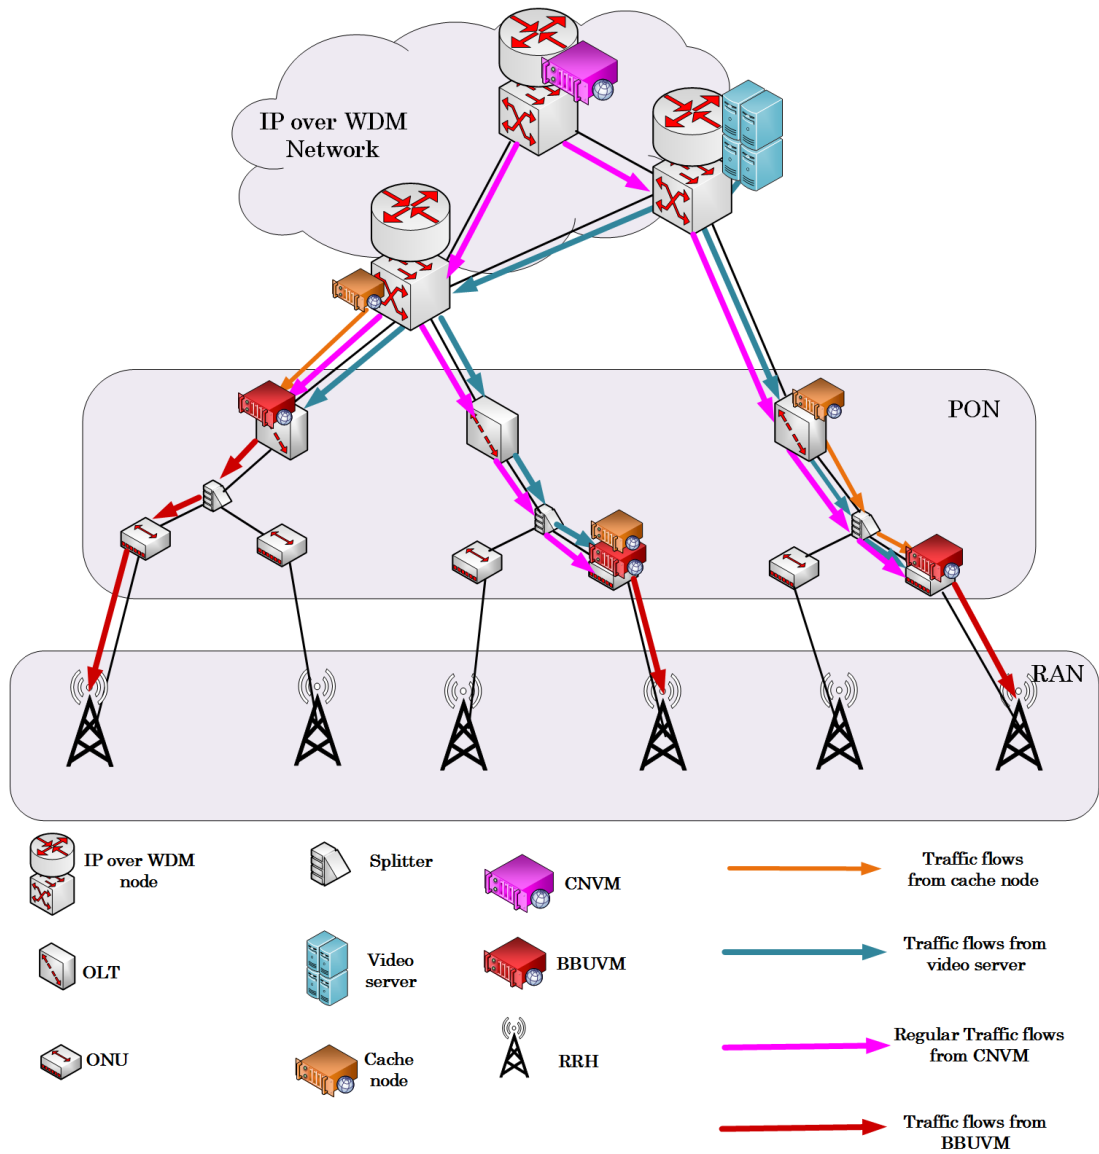 IP over WDM
Network
PON
RAN
IP over WDM
node
Splitter
CNVM
Traffic flows
from cache node
OLT
Video
server
BBUVM
Traffic flows from
video server
ONU
Cache
node
RRH
Regular Traffic flows
from CNVM
Traffic flows from
BBUVM